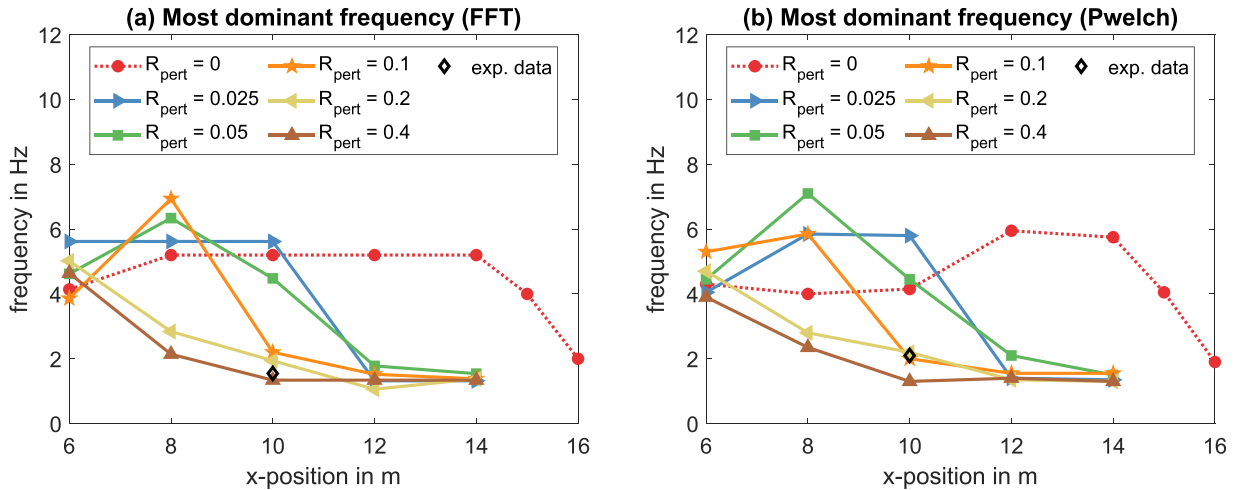 (a) Most dominant frequency (FFT)
12
10
8
6
4
2
0
frequency in Hz
R_pert = 0
R_pert = 0.1
exp. data
R_pert = 0.025
R_pert = 0.2
R_pert = 0.05
R_pert = 0.4
6 8 10 12 14 16
x-position in m
(b) Most dominant frequency (Pwelch)
12
10
8
6
4
2
0
frequency in Hz
R_pert = 0
R_pert = 0.1
exp. data
R_pert = 0.025
R_pert = 0.2
R_pert = 0.05
R_pert = 0.4
6 8 10 12 14 16
x-position in m